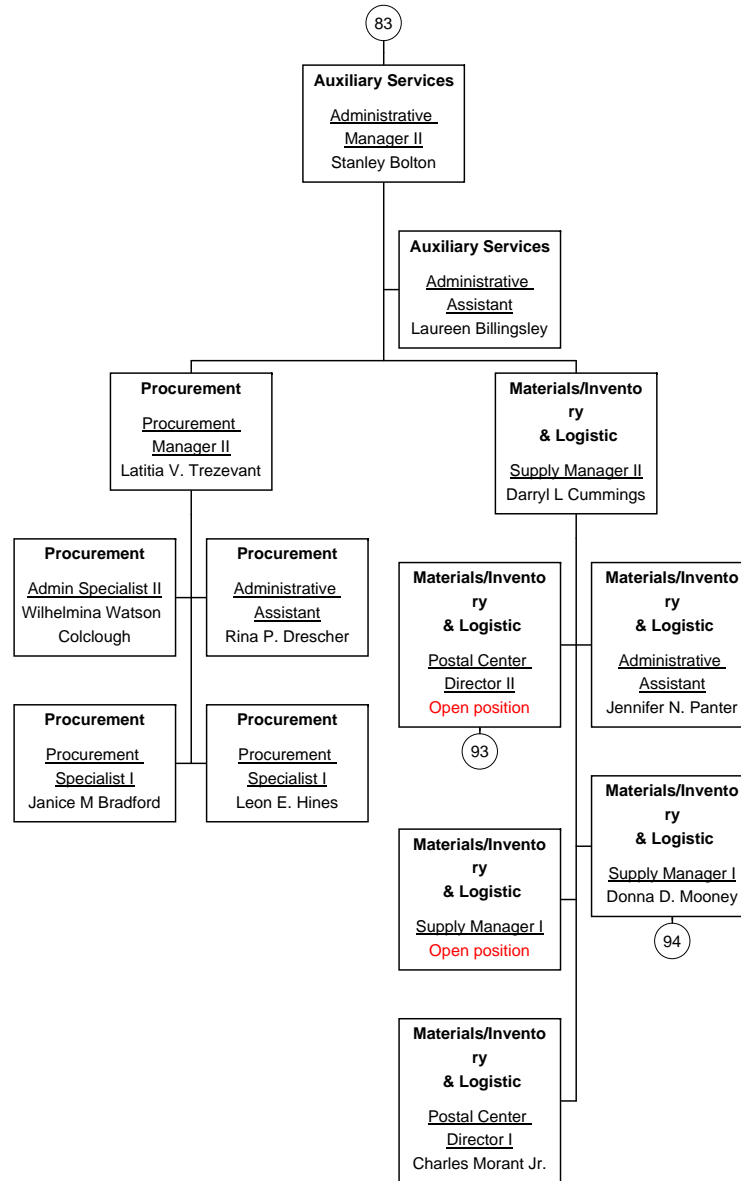 83
Auxiliary Services
Administrative
Manager II
Stanley Bolton
Auxiliary Services
Administrative
Assistant
Laureen Billingsley
Procurement
Procurement
Manager II
Latitia V. Trezevant
Materials/Invento
ry
& Logistic
Supply Manager II
Darryl L Cummings
Procurement
Admin Specialist II
Wilhelmina Watson
Colclough
Procurement
Administrative
Assistant
Rina P. Drescher
Materials/Invento
ry
& Logistic
Postal Center
Director II
Open position
93
Materials/Invento
ry
& Logistic
Administrative
Assistant
Jennifer N. Panter
Procurement
Procurement
Specialist I
Janice M Bradford
Procurement
Procurement
Specialist I
Leon E. Hines
Materials/Invento
ry
& Logistic
Supply Manager I
Donna D. Mooney
94
Materials/Invento
ry
& Logistic
Supply Manager I
Open position
Materials/Invento
ry
& Logistic
Postal Center
Director I
Charles Morant Jr.